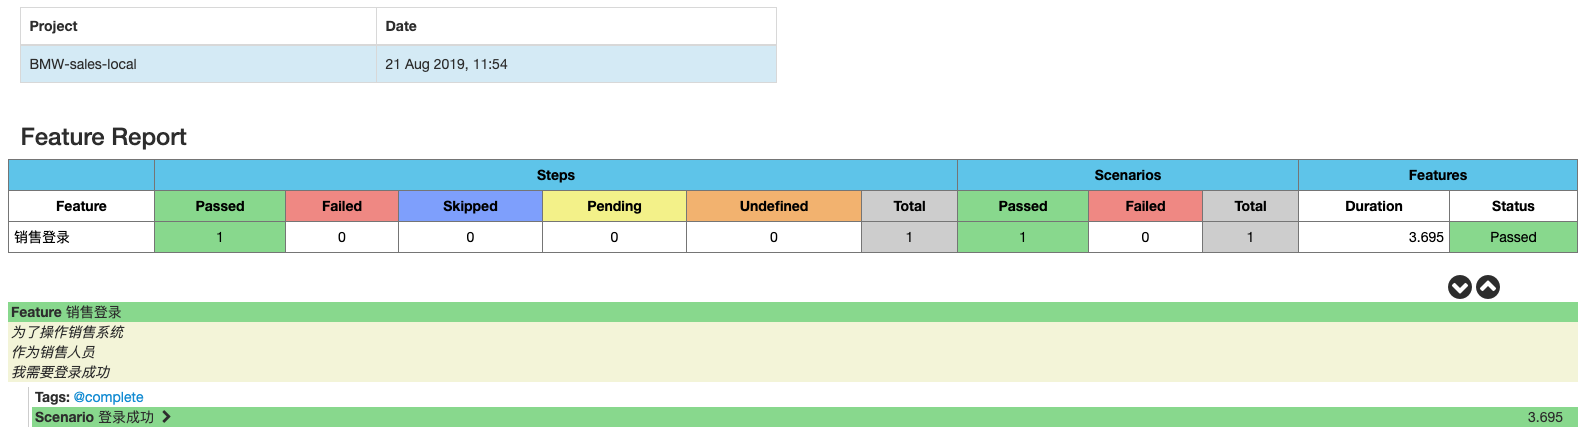 Project Date
BMW-sales-local 21 Aug 2019, 11:54
Feature Report
Steps Scenarios Features
Feature Passed Failed Skipped Pending Undefined Total Passed Failed Total Duration Status
销售登录 1 0 0 0 0 1 1 0 1 3.695 Passed
Feature 销售登录
为了操作销售系统
作为销售人员
我需要登录成功
Tags: @complete
Scenario 登录成功 3.695